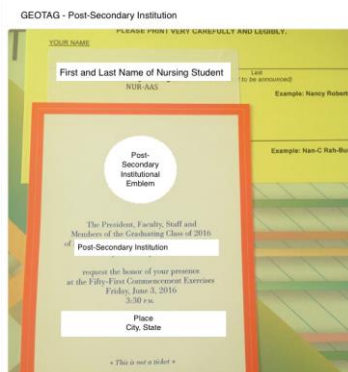 GEOTAG - Post-Secondary Institution
PLEASE PRINT VERY CAREFULLY AND LEGIBLY.
YOUR NAME
First and Last Name of Nursing Student
Last
to be announced)
NUR-AAS
Example: Nancy Robert
Post-
Secondary
Institutional
Emblem
Example: Nan-C Rah-Bu
The President, Faculty, Staff and
Members of the Graduating Class of 2016
of Post-Secondary Institution
request the honor of your presence
at the Fifty-First Commencement Exercises
Friday, June 3, 2016
3:30 P.M.
Place
City, State
* This is not a ticket *